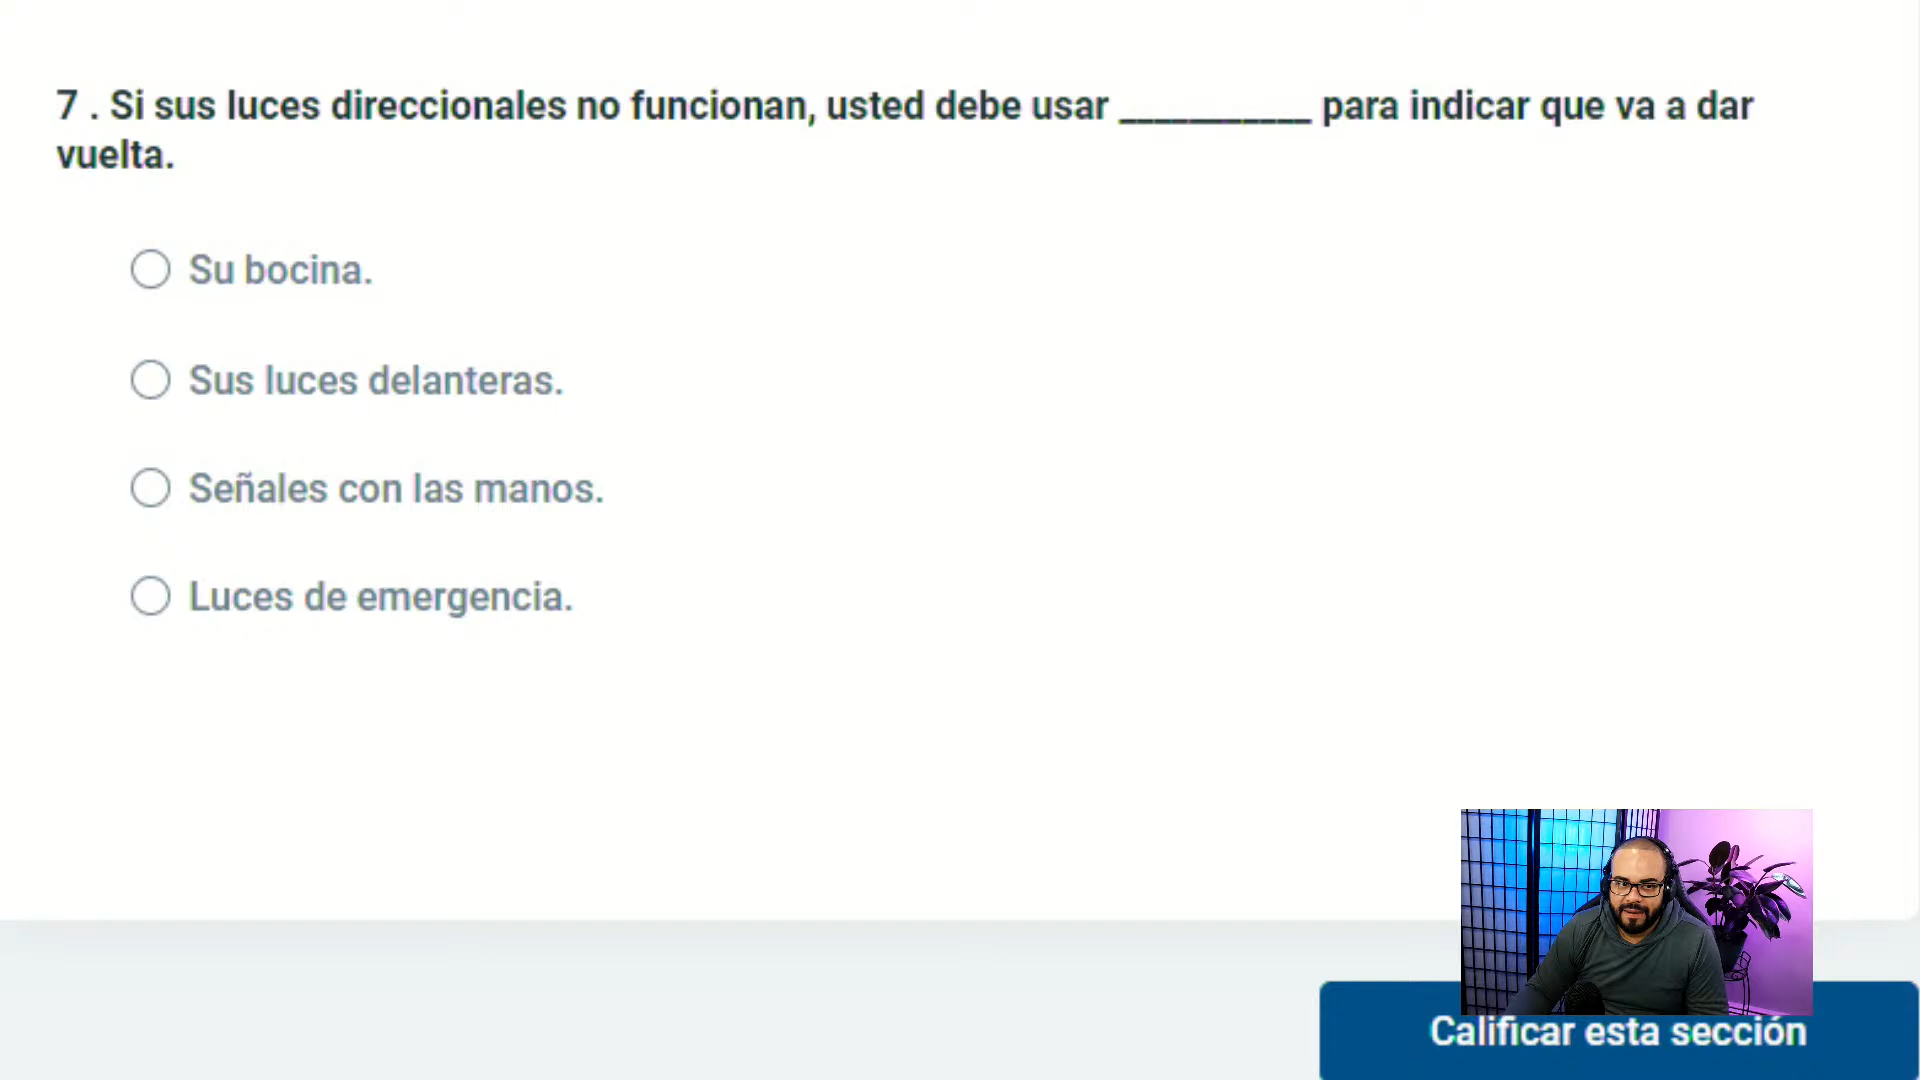 7 . Si sus luces direccionales no funcionan, usted debe usar __________ para indicar que va a dar
vuelta.
Su bocina.
Sus luces delanteras.
Señales con las manos.
Luces de emergencia.
Calificar esta sección